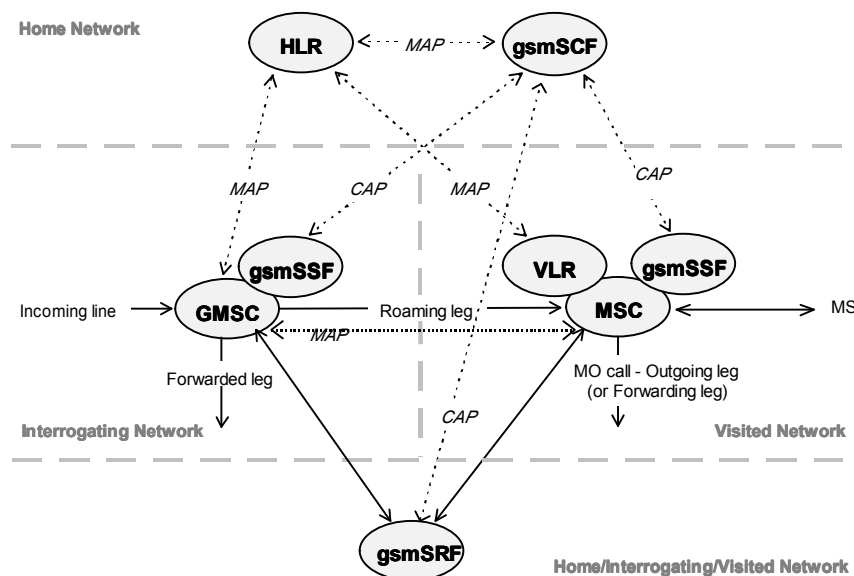 Home Network
HLR
MAP
gsmSCF
MAP
CAP
MAP
CAP
gsmSSF
VLR
gsmSSF
Incoming line
GMSC
Roaming leg
MSC
MS
MAP
Forwarded leg
MO call - Outgoing leg
(or Forwarding leg)
CAP
Interrogating Network
Visited Network
gsmSRF
Home/Interrogating/Visited Network